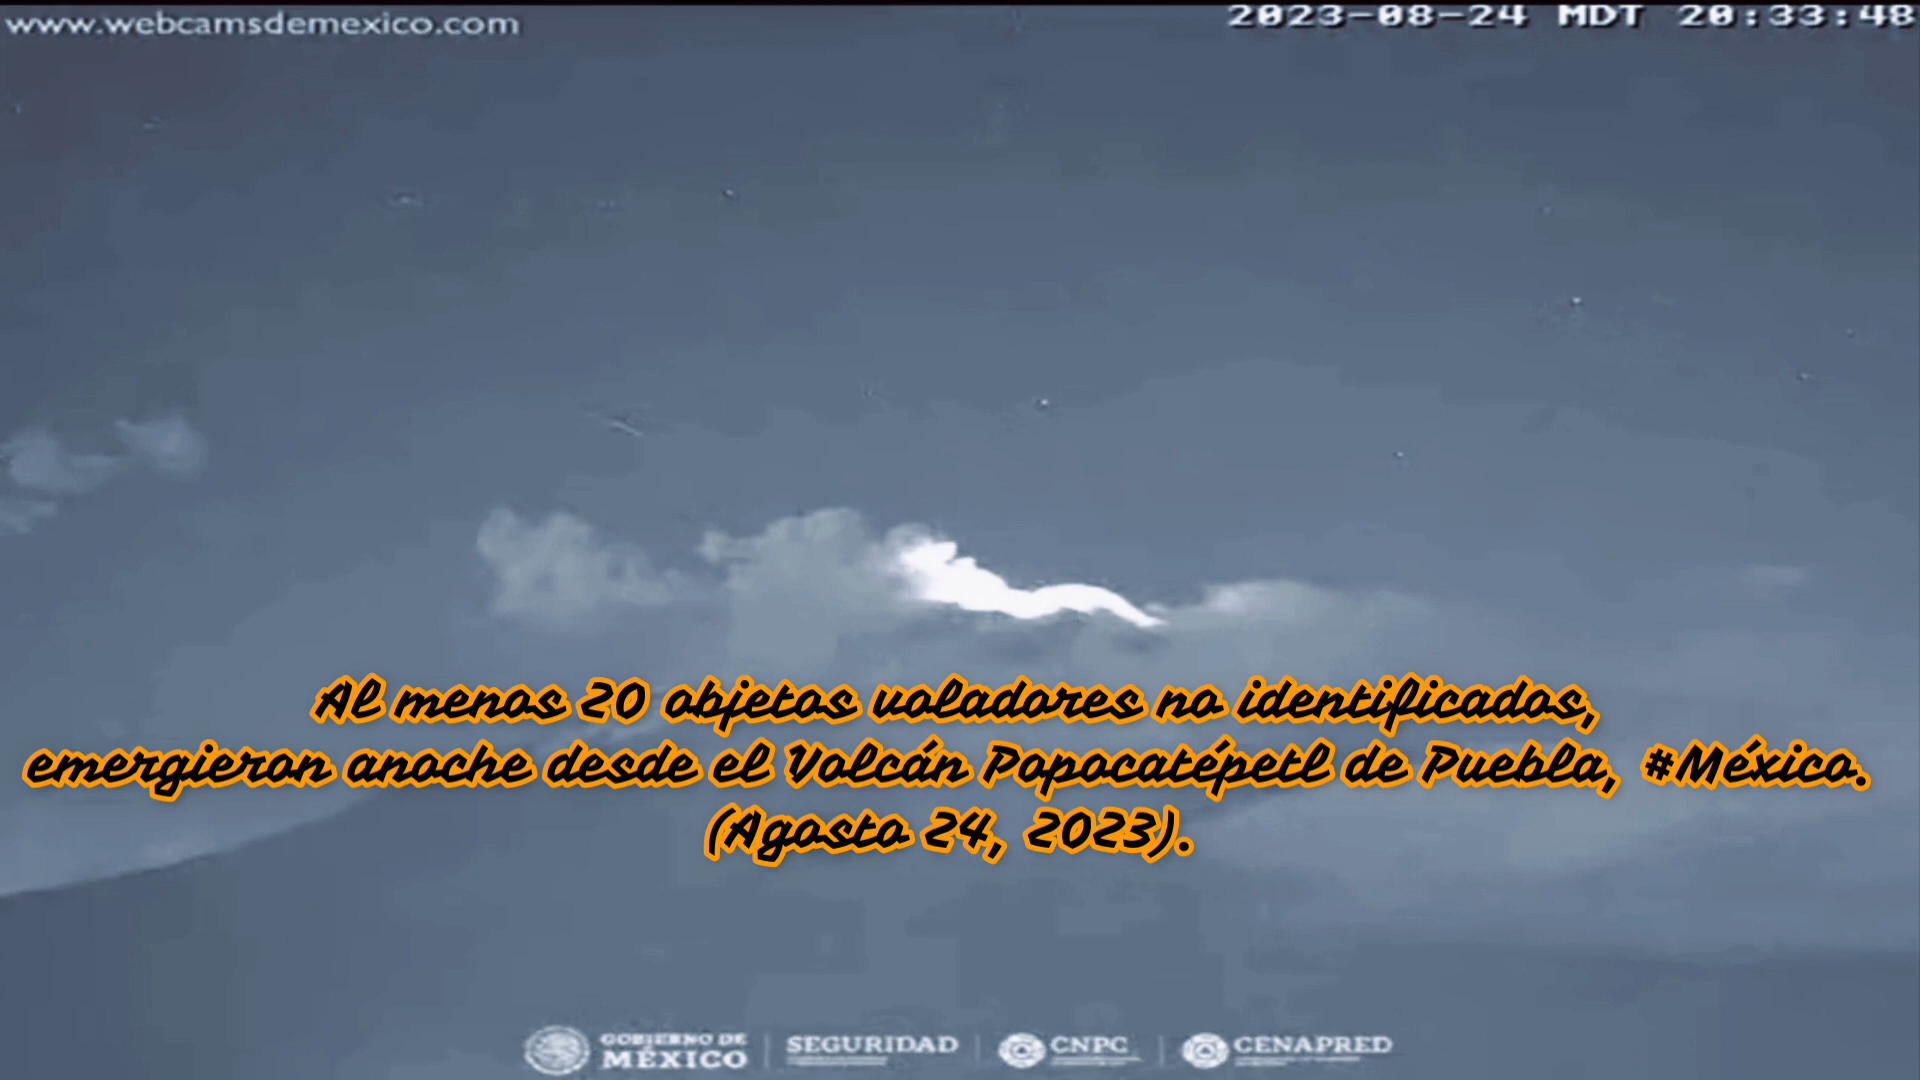 www.webcamsdemexico.com
2023-08-24 MDT 20:33:48
Al menos 20 objetos voladores no identificados,
emergieron anoche desde el Volcán Popocatépetl de Puebla, #México.
(Agosto 24, 2023).
GOBIERNO DE
MÉXICO
SEGURIDAD
CNPC
CENAPRED